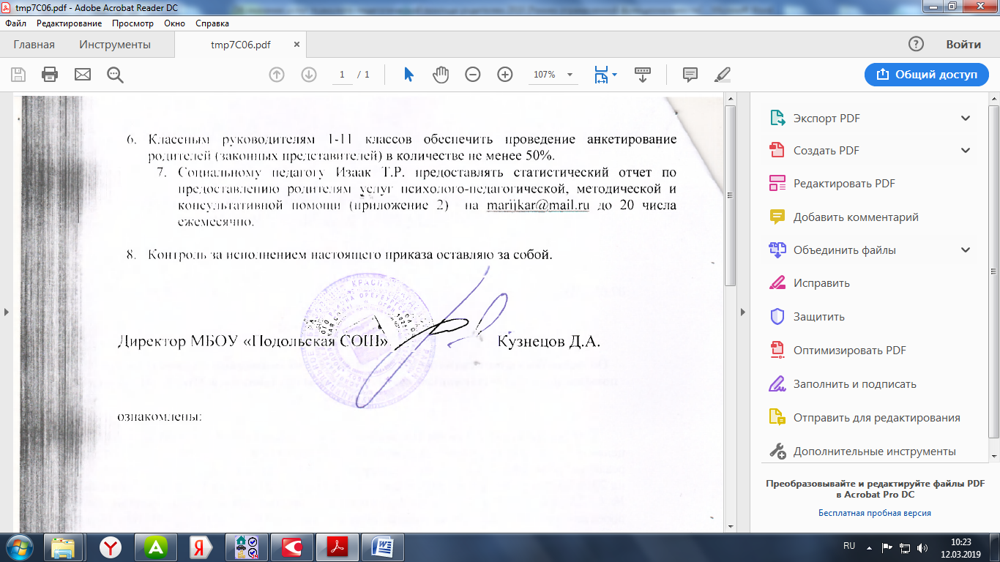 tmp7C06.pdf - Adobe Acrobat Reader DC
Файл Редактирование Просмотр Окно Справка
Главная Инструменты tmp7C06.pdf × Войти
1 / 1 107% Общий доступ
6. Классным руководителям 1-11 классов обеспечить проведение анкетирование
родителей (законных представителей) в количестве не менее 50%.
7. Социальному педагогу Изаак Т.Р. предоставлять статистический отчет по
предоставлению родителям услуг психолого-педагогической, методической и
консультативной помощи (приложение 2) на marijkar@mail.ru до 20 числа
ежемесячно.
8. Контроль за исполнением настоящего приказа оставляю за собой.
Директор МБОУ «Подольская СОШ» Кузнецов Д.А.
ознакомлены:
Экспорт PDF
Создать PDF
Редактировать PDF
Добавить комментарий
Объединить файлы
Исправить
Защитить
Оптимизировать PDF
Заполнить и подписать
Отправить для редактирования
Дополнительные инструменты
Преобразовывайте и редактируйте файлы PDF
в Acrobat Pro DC
Бесплатная пробная версия
RU 10:23
12.03.2019